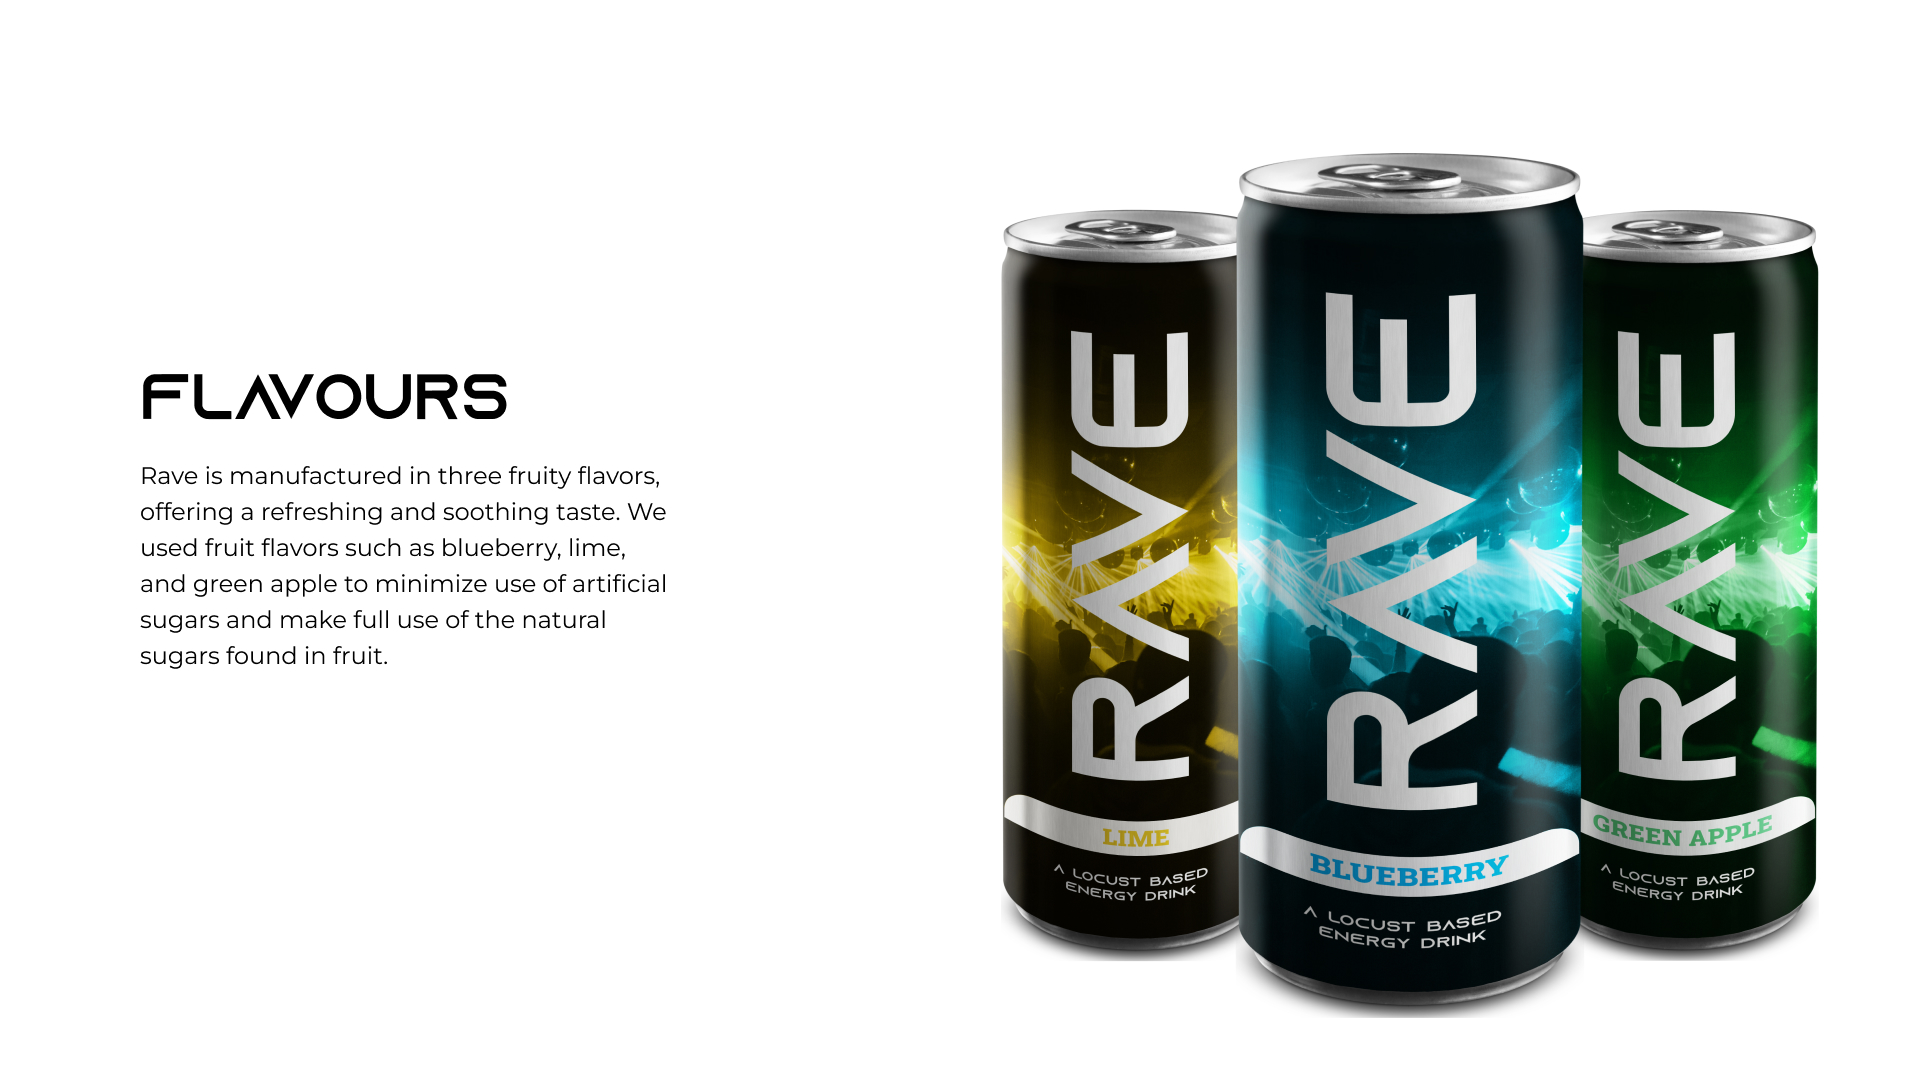 FLAVOURS
Rave is manufactured in three fruity flavors,
offering a refreshing and soothing taste. We
used fruit flavors such as blueberry, lime,
and green apple to minimize use of artificial
sugars and make full use of the natural
sugars found in fruit.
RAVE
LIME
A LOCUST BASED
ENERGY DRINK
RAVE
BLUEBERRY
A LOCUST BASED
ENERGY DRINK
RAVE
GREEN APPLE
A LOCUST BASED
ENERGY DRINK